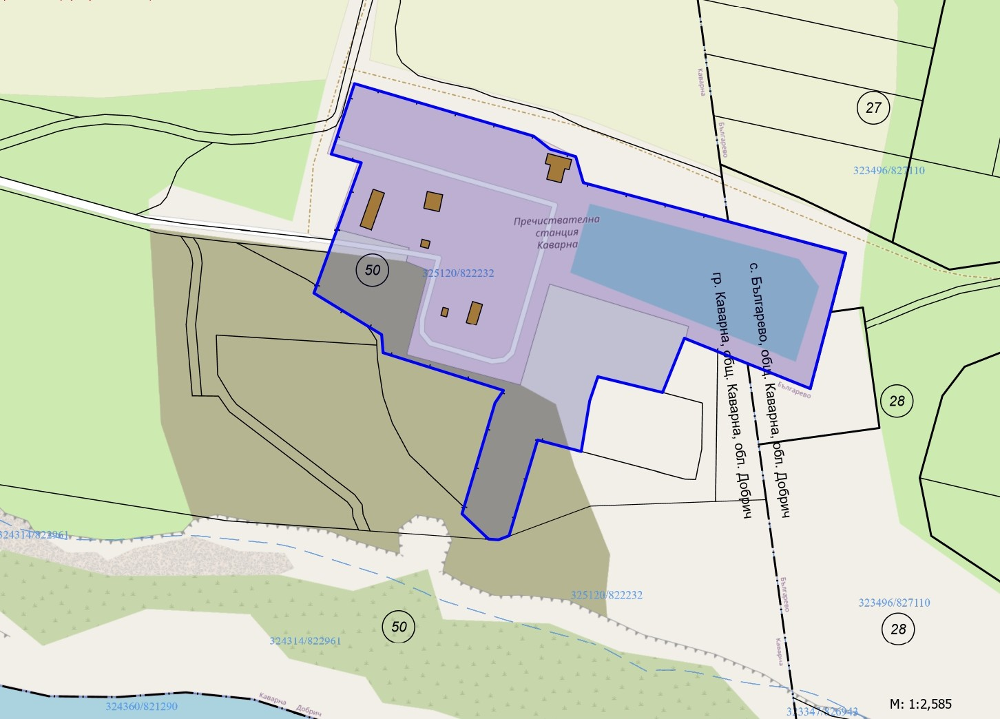 Каварна
27
Българево
323496/827110
Пречиствателна
станция
Каварна
50
325120/822232
гр. Каварна, общ. Каварна, обл. Добрич
с. Българево, общ. Каварна, обл. Добрич
Българево
28
324314/822961
325120/822232
Българево
323496/827110
50
28
324314/822961
Каварна
Каварна
Добрич
324360/821290
323347/826943
М: 1:2,585